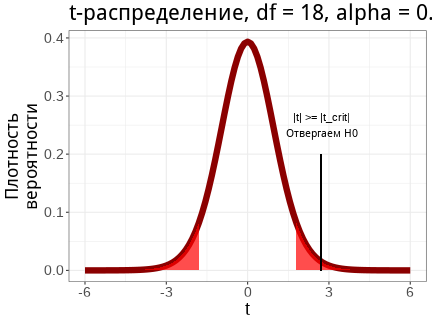 t-распределение, df = 18, alpha = 0.
Плотность
вероятности
0.4
0.3
0.2
0.1
0.0
|t| >= |t_crit|
Отвергаем H0
-6 -3 0 3 6
t